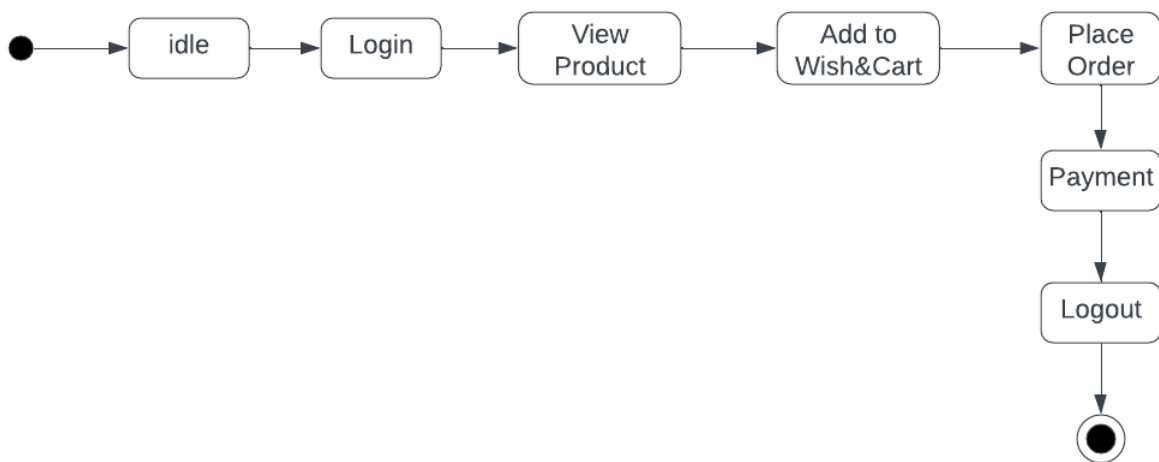 idle
Login
View
Product
Add to
Wish&Cart
Place
Order
Payment
Logout